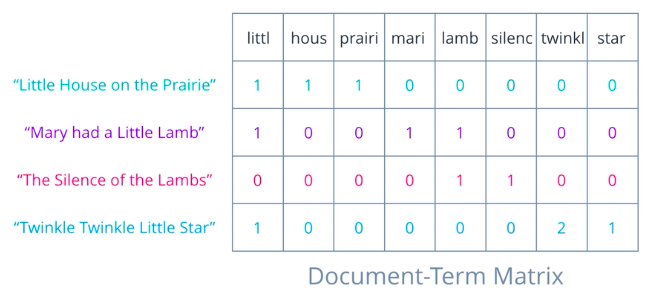 littl hous prairi mari lamb silenc twinkl star
“Little House on the Prairie” 1 1 1 0 0 0 0 0
“Mary had a Little Lamb” 1 0 0 1 1 0 0 0
“The Silence of the Lambs” 0 0 0 0 1 1 0 0
“Twinkle Twinkle Little Star” 1 0 0 0 0 0 2 1
Document-Term Matrix